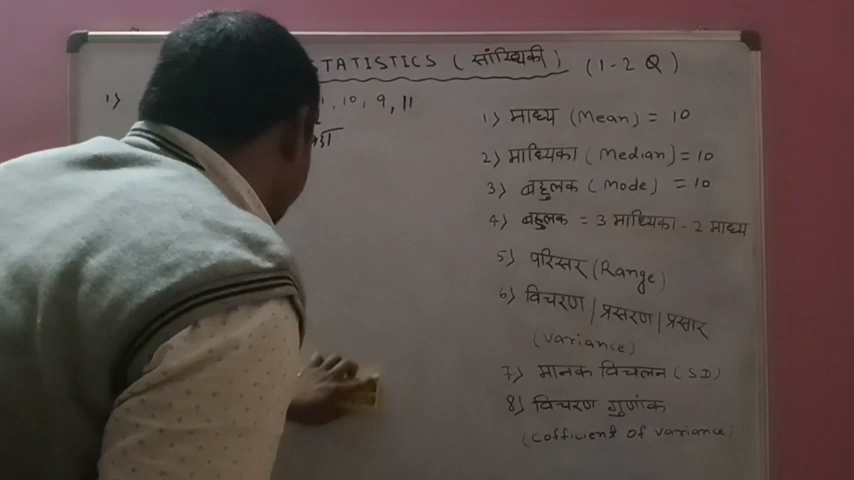 TATISTICS (सांख्यिकी) (1-2 Q)
1) , 10, 9, 11
1) माध्य (Mean) = 10
2) माध्यिका (Median) = 10
3) बहुलक (Mode) = 10
4) बहुलक = 3 माध्यिका - 2 माध्य
5) परिसर (Range)
6) विचरण / प्रसरण / प्रसार
(Variance)
7) मानक विचलन (SD)
8) विचरण गुणांक
(Cofficient of variance)